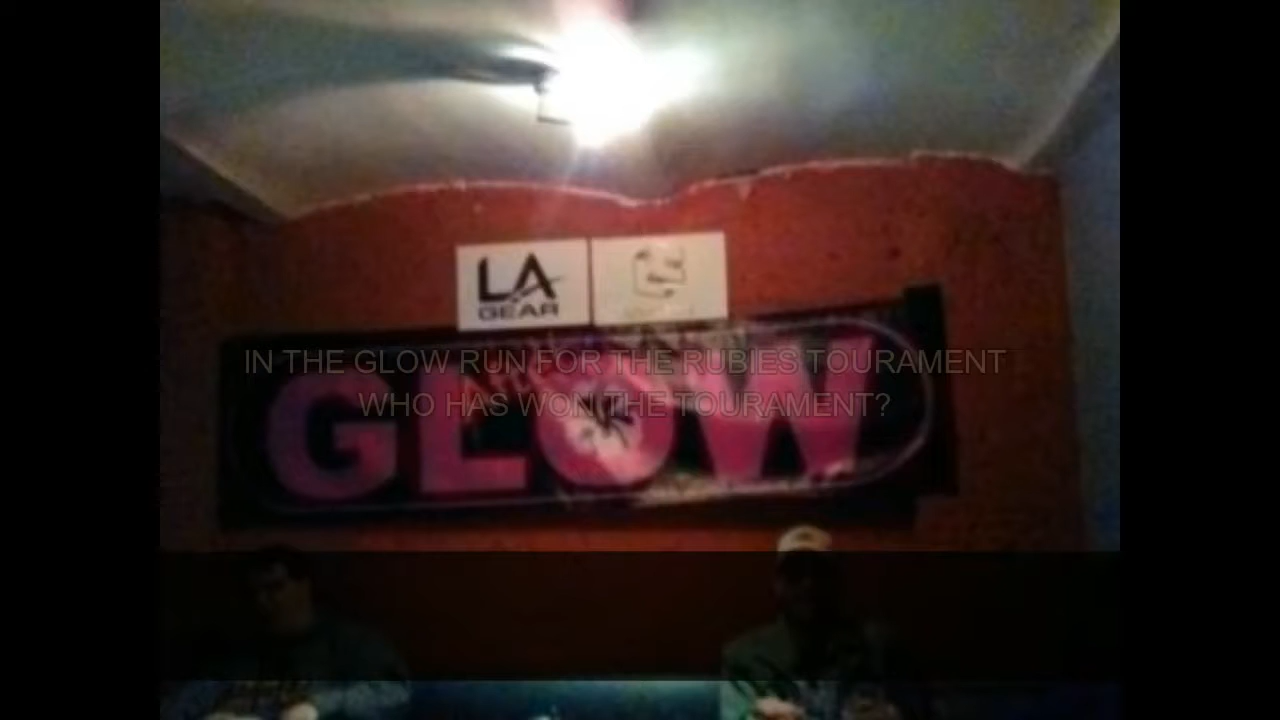 LA
GEAR
IN THE GLOW RUN FOR THE RUBIES TOURAMENT
WHO HAS WON THE TOURAMENT?
GLOW